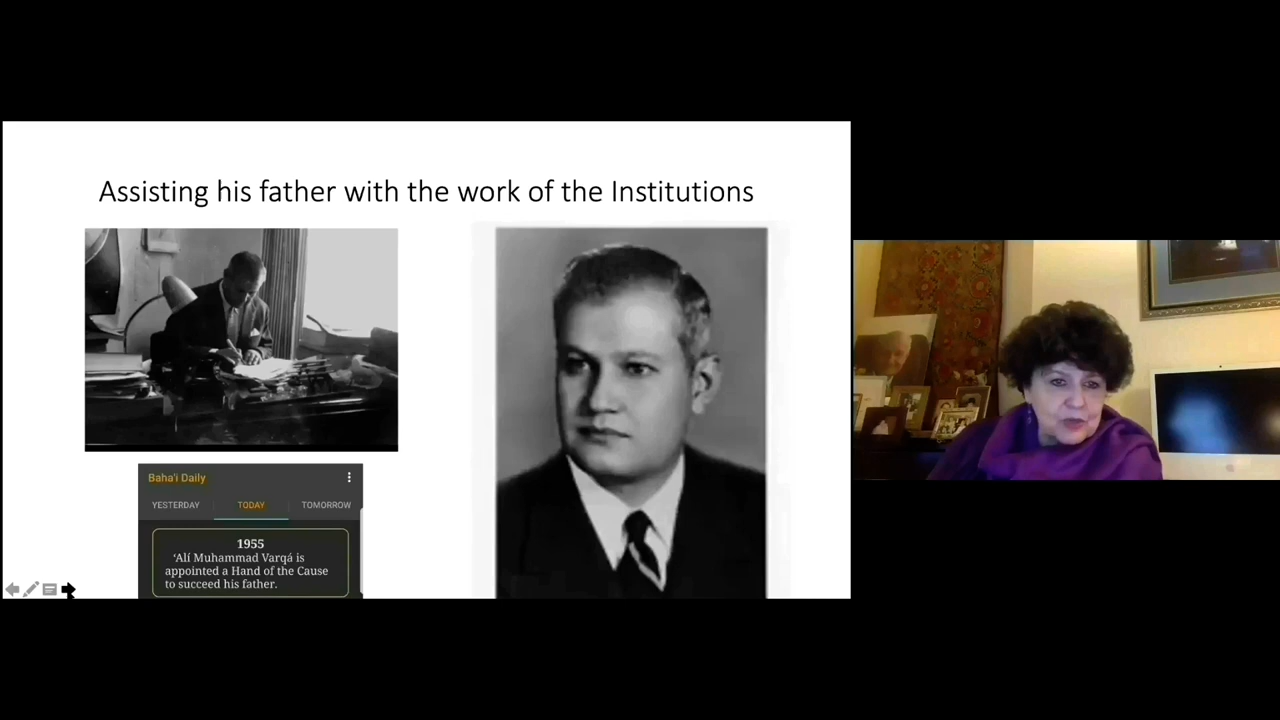 Assisting his father with the work of the Institutions
Baha'i Daily
YESTERDAY TODAY TOMORROW
1955
‘Alí Muhammad Varqá is
appointed a Hand of the Cause
to succeed his father.